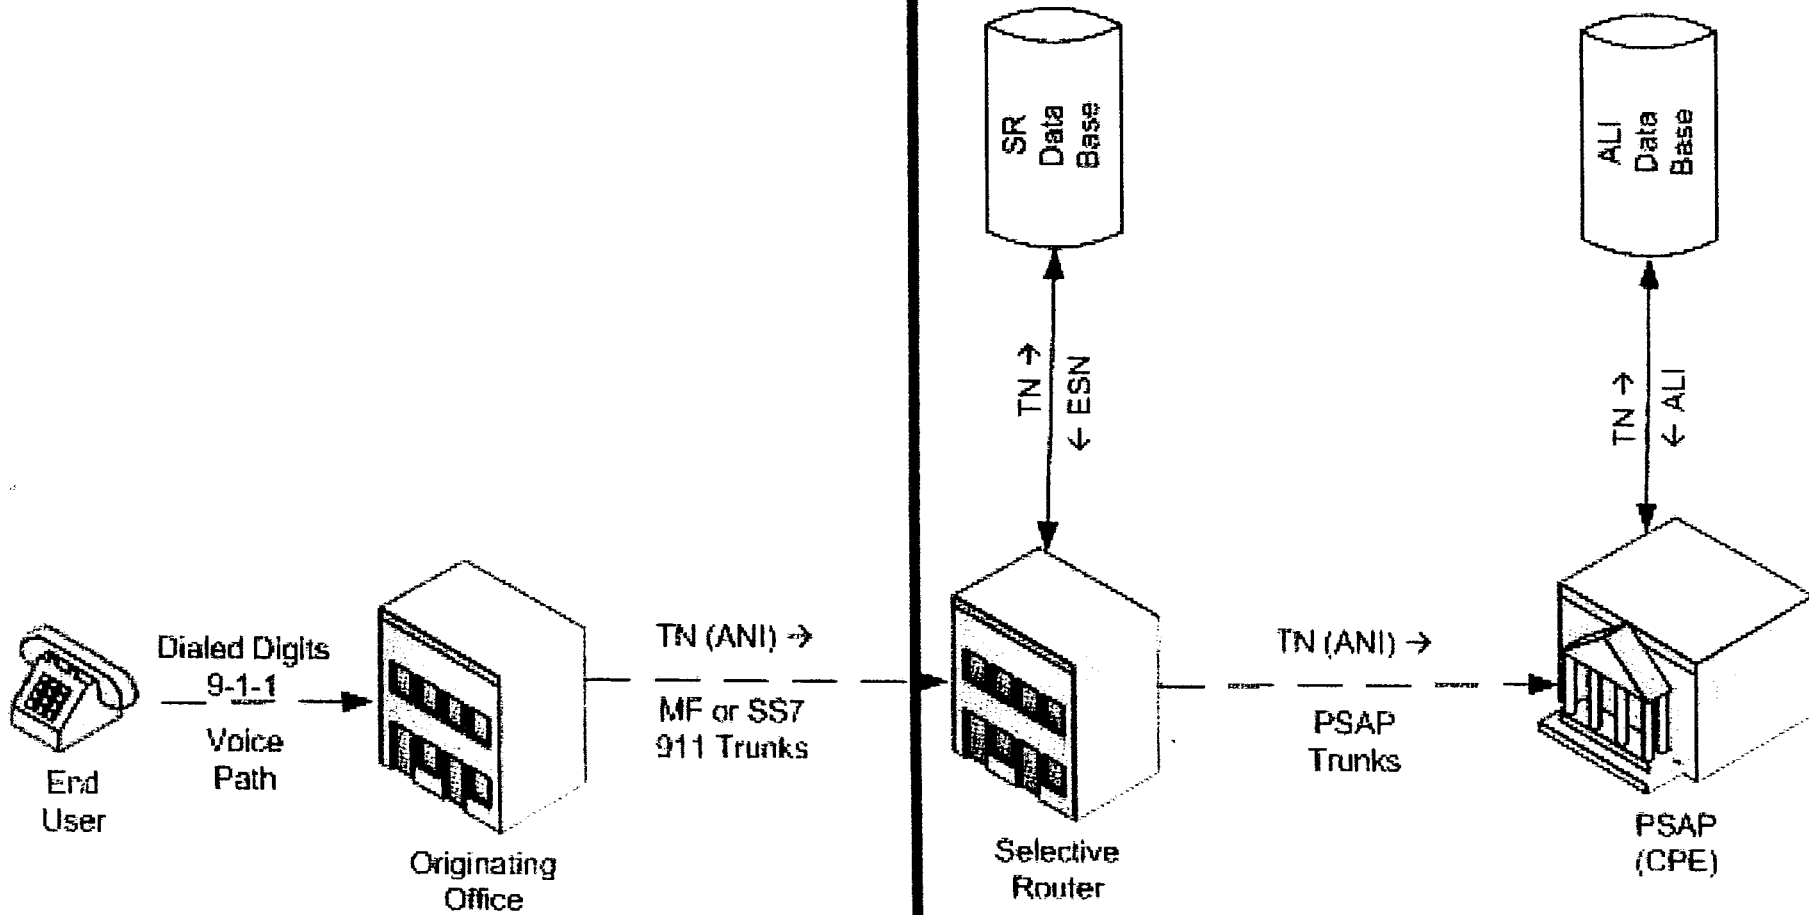 SR
Data
Base
ALI
Data
Base
TN →
← ESN
TN →
← ALI
Dialed Digits
9-1-1
Voice
Path
End
User
Originating
Office
TN (ANI) →
MF or SS7
911 Trunks
Selective
Router
TN (ANI) →
PSAP
Trunks
PSAP
(CPE)